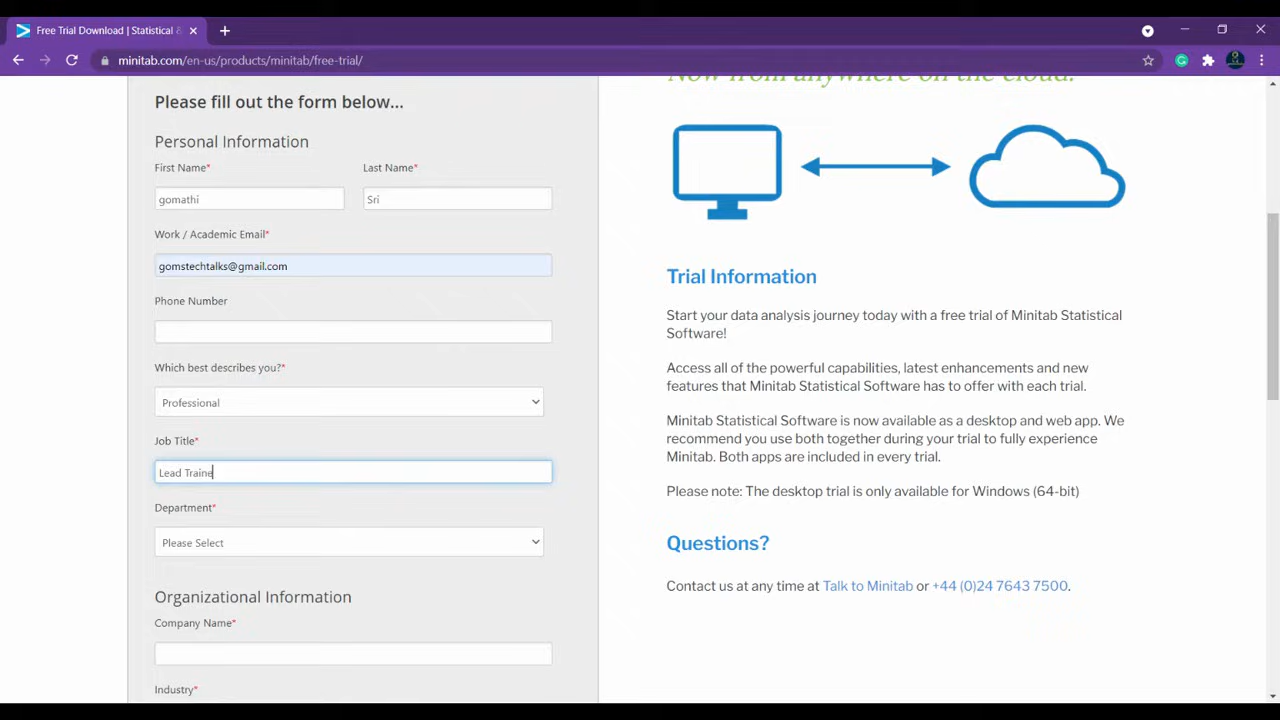 Free Trial Download | Statistical &
minitab.com/en-us/products/minitab/free-trial/
Now from anywhere on the cloud.
Please fill out the form below...
Personal Information
First Name*
Last Name*
gomathi
Sri
Work / Academic Email*
gomstechtalks@gmail.com
Phone Number
Which best describes you?*
Professional
Job Title*
Lead Traine
Department*
Please Select
Organizational Information
Company Name*
Industry*
Trial Information
Start your data analysis journey today with a free trial of Minitab Statistical
Software!
Access all of the powerful capabilities, latest enhancements and new
features that Minitab Statistical Software has to offer with each trial.
Minitab Statistical Software is now available as a desktop and web app. We
recommend you use both together during your trial to fully experience
Minitab. Both apps are included in every trial.
Please note: The desktop trial is only available for Windows (64-bit)
Questions?
Contact us at any time at Talk to Minitab or +44 (0)24 7643 7500.